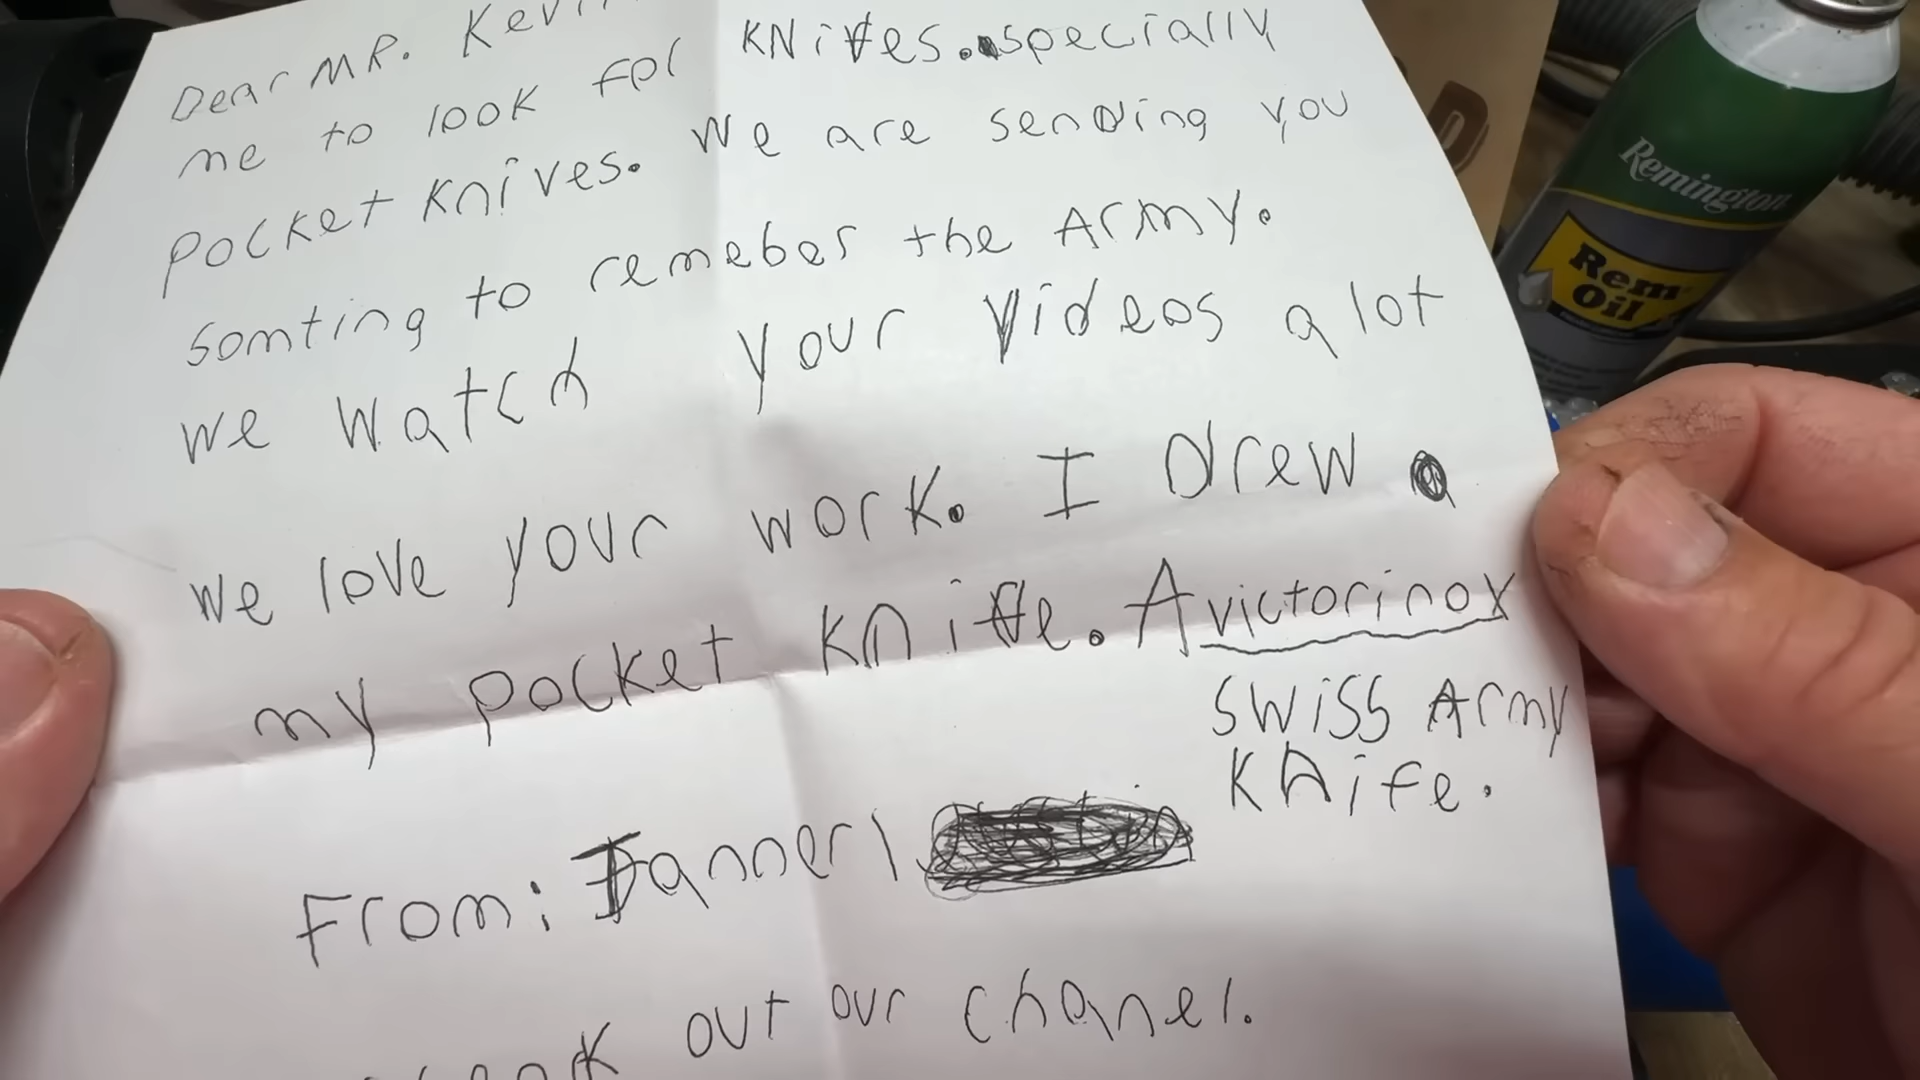 Dear MR. Kevin
me to look for KNives. specially
pocket knives. We are sending you
somting to remeber the Army.
we watch your videos a lot
we love your work. I Drew
my pocket knife. A victorinox
swiss Army
Knife.
From: Tanner
out our chanel.
Remington
Rem
Oil